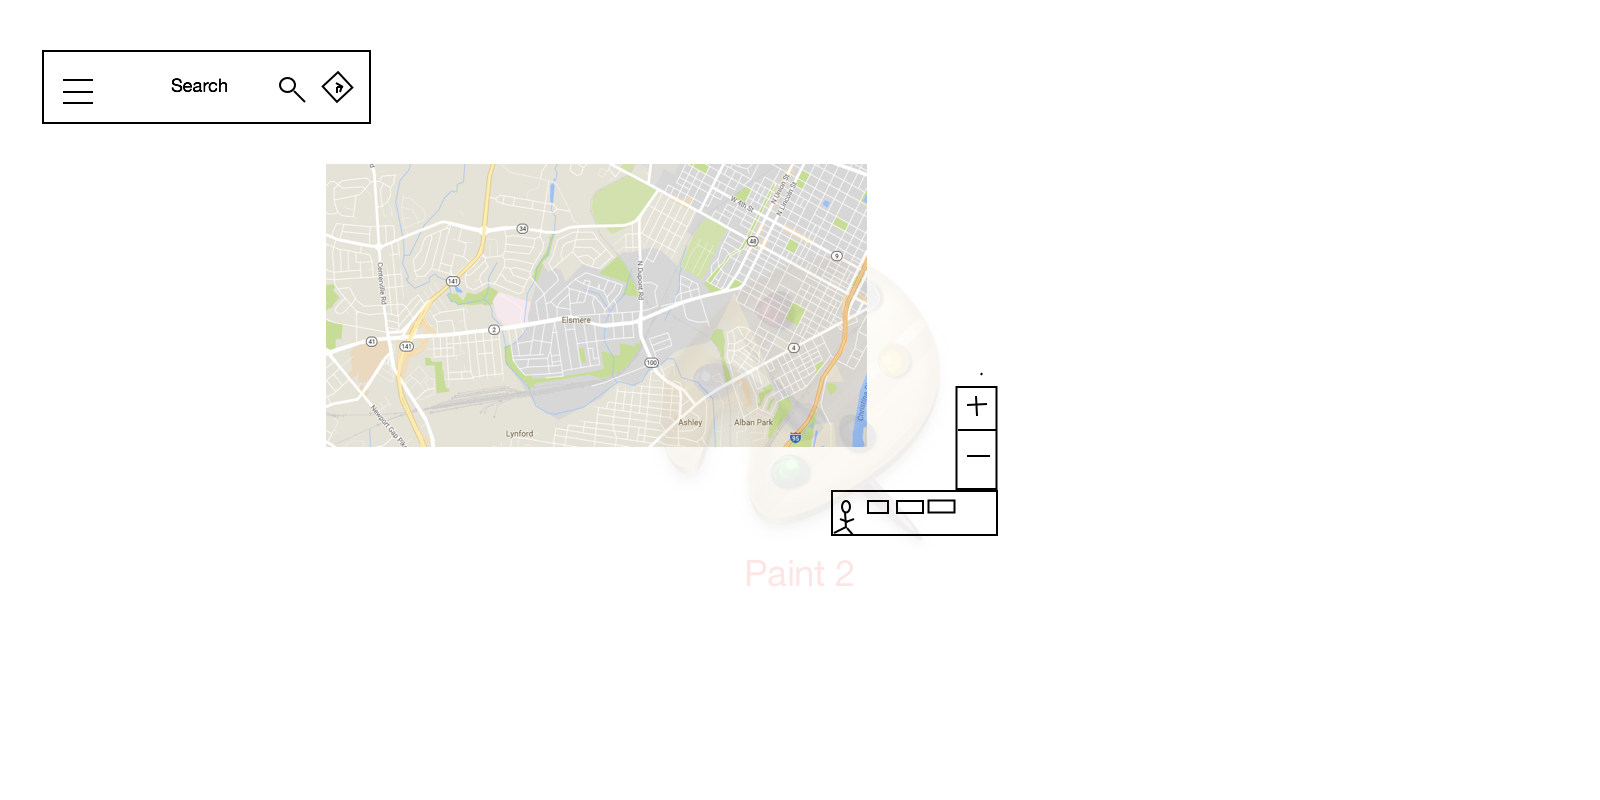 Search
W 4th St
N Union St
N Lincoln St
34
48
9
141
Centerville Rd
N Dupont Rd
Elsmere
2
41
141
4
100
Newport Gap Pik
Ashley
Alban Park
Lynford
95
Paint 2